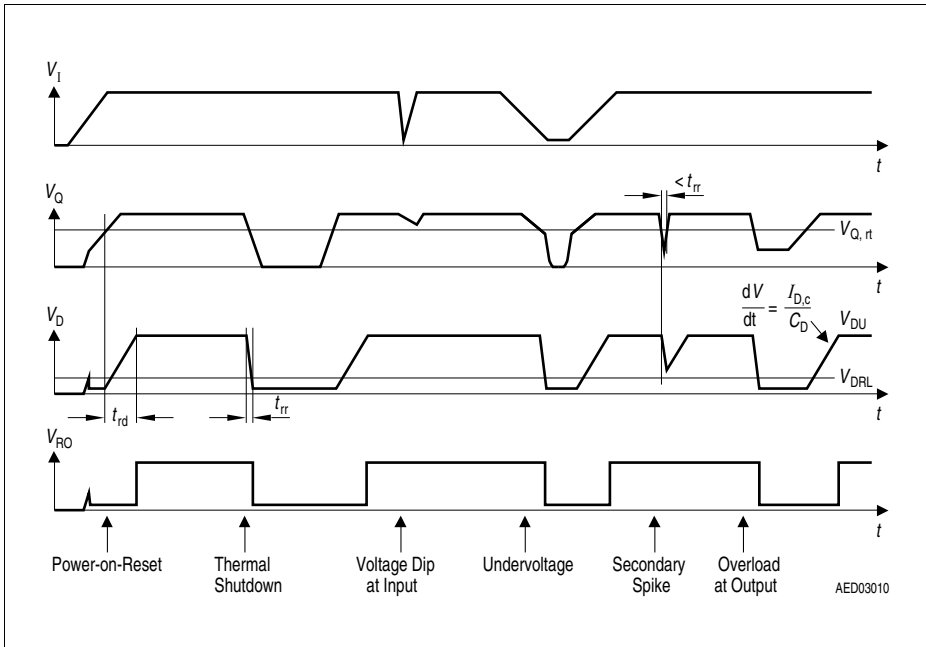 V_I
t
V_Q
< t_rr
V_Q, rt
t
V_D
dV/dt = I_D,c/C_D
V_DU
V_DRL
t_rd
t_rr
t
V_RO
t
Power-on-Reset
Thermal
Shutdown
Voltage Dip
at Input
Undervoltage
Secondary
Spike
Overload
at Output
AED03010